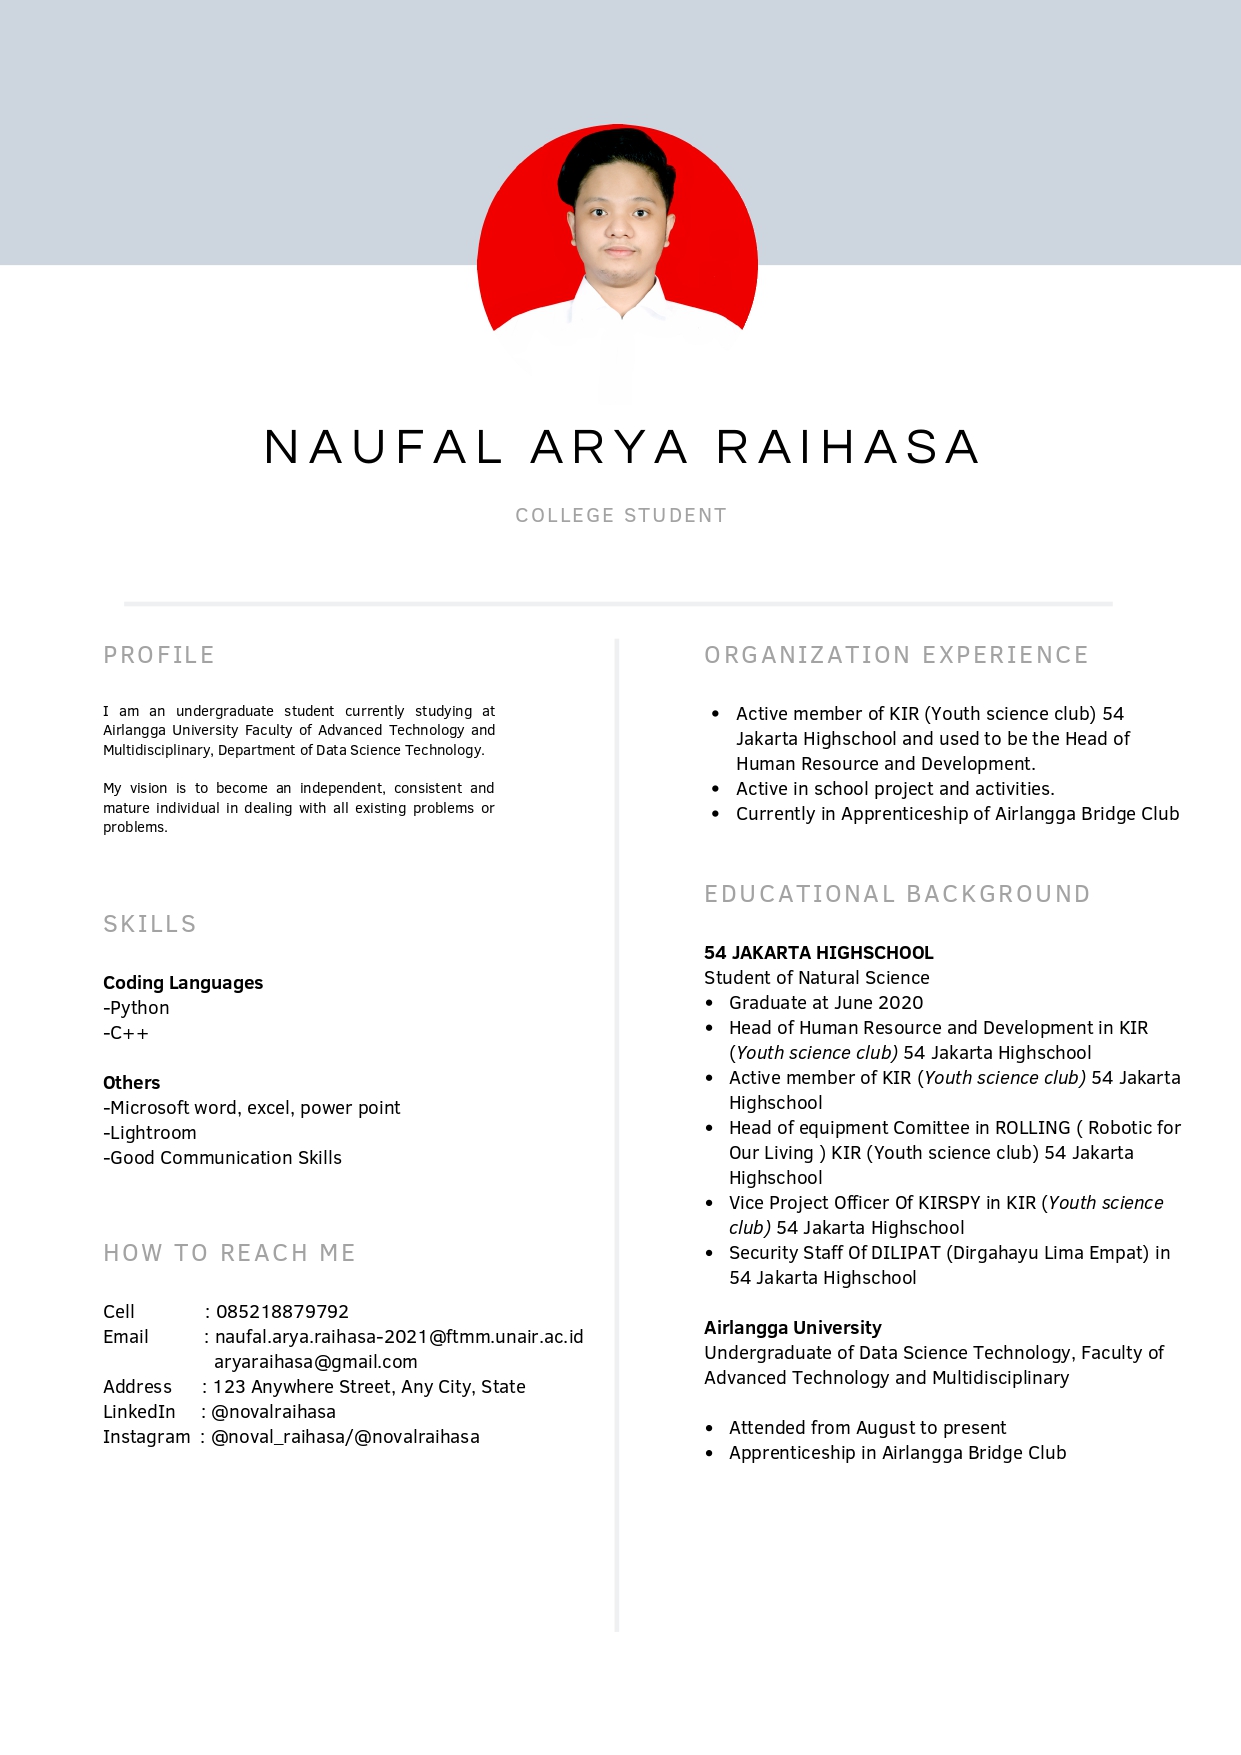 NAUFAL ARYA RAIHASA
COLLEGE STUDENT
PROFILE
I am an undergraduate student currently studying at
Airlangga University Faculty of Advanced Technology and
Multidisciplinary, Department of Data Science Technology.
My vision is to become an independent, consistent and
mature individual in dealing with all existing problems or
problems.
SKILLS
Coding Languages
-Python
-C++
Others
-Microsoft word, excel, power point
-Lightroom
-Good Communication Skills
HOW TO REACH ME
Cell : 085218879792
Email : naufal.arya.raihasa-2021@ftmm.unair.ac.id
aryaraihasa@gmail.com
Address : 123 Anywhere Street, Any City, State
LinkedIn : @novalraihasa
Instagram : @noval_raihasa/@novalraihasa
ORGANIZATION EXPERIENCE
• Active member of KIR (Youth science club) 54
Jakarta Highschool and used to be the Head of
Human Resource and Development.
• Active in school project and activities.
• Currently in Apprenticeship of Airlangga Bridge Club
EDUCATIONAL BACKGROUND
54 JAKARTA HIGHSCHOOL
Student of Natural Science
• Graduate at June 2020
• Head of Human Resource and Development in KIR
(Youth science club) 54 Jakarta Highschool
• Active member of KIR (Youth science club) 54 Jakarta
Highschool
• Head of equipment Comittee in ROLLING ( Robotic for
Our Living ) KIR (Youth science club) 54 Jakarta
Highschool
• Vice Project Officer Of KIRSPY in KIR (Youth science
club) 54 Jakarta Highschool
• Security Staff Of DILIPAT (Dirgahayu Lima Empat) in
54 Jakarta Highschool
Airlangga University
Undergraduate of Data Science Technology, Faculty of
Advanced Technology and Multidisciplinary
• Attended from August to present
• Apprenticeship in Airlangga Bridge Club